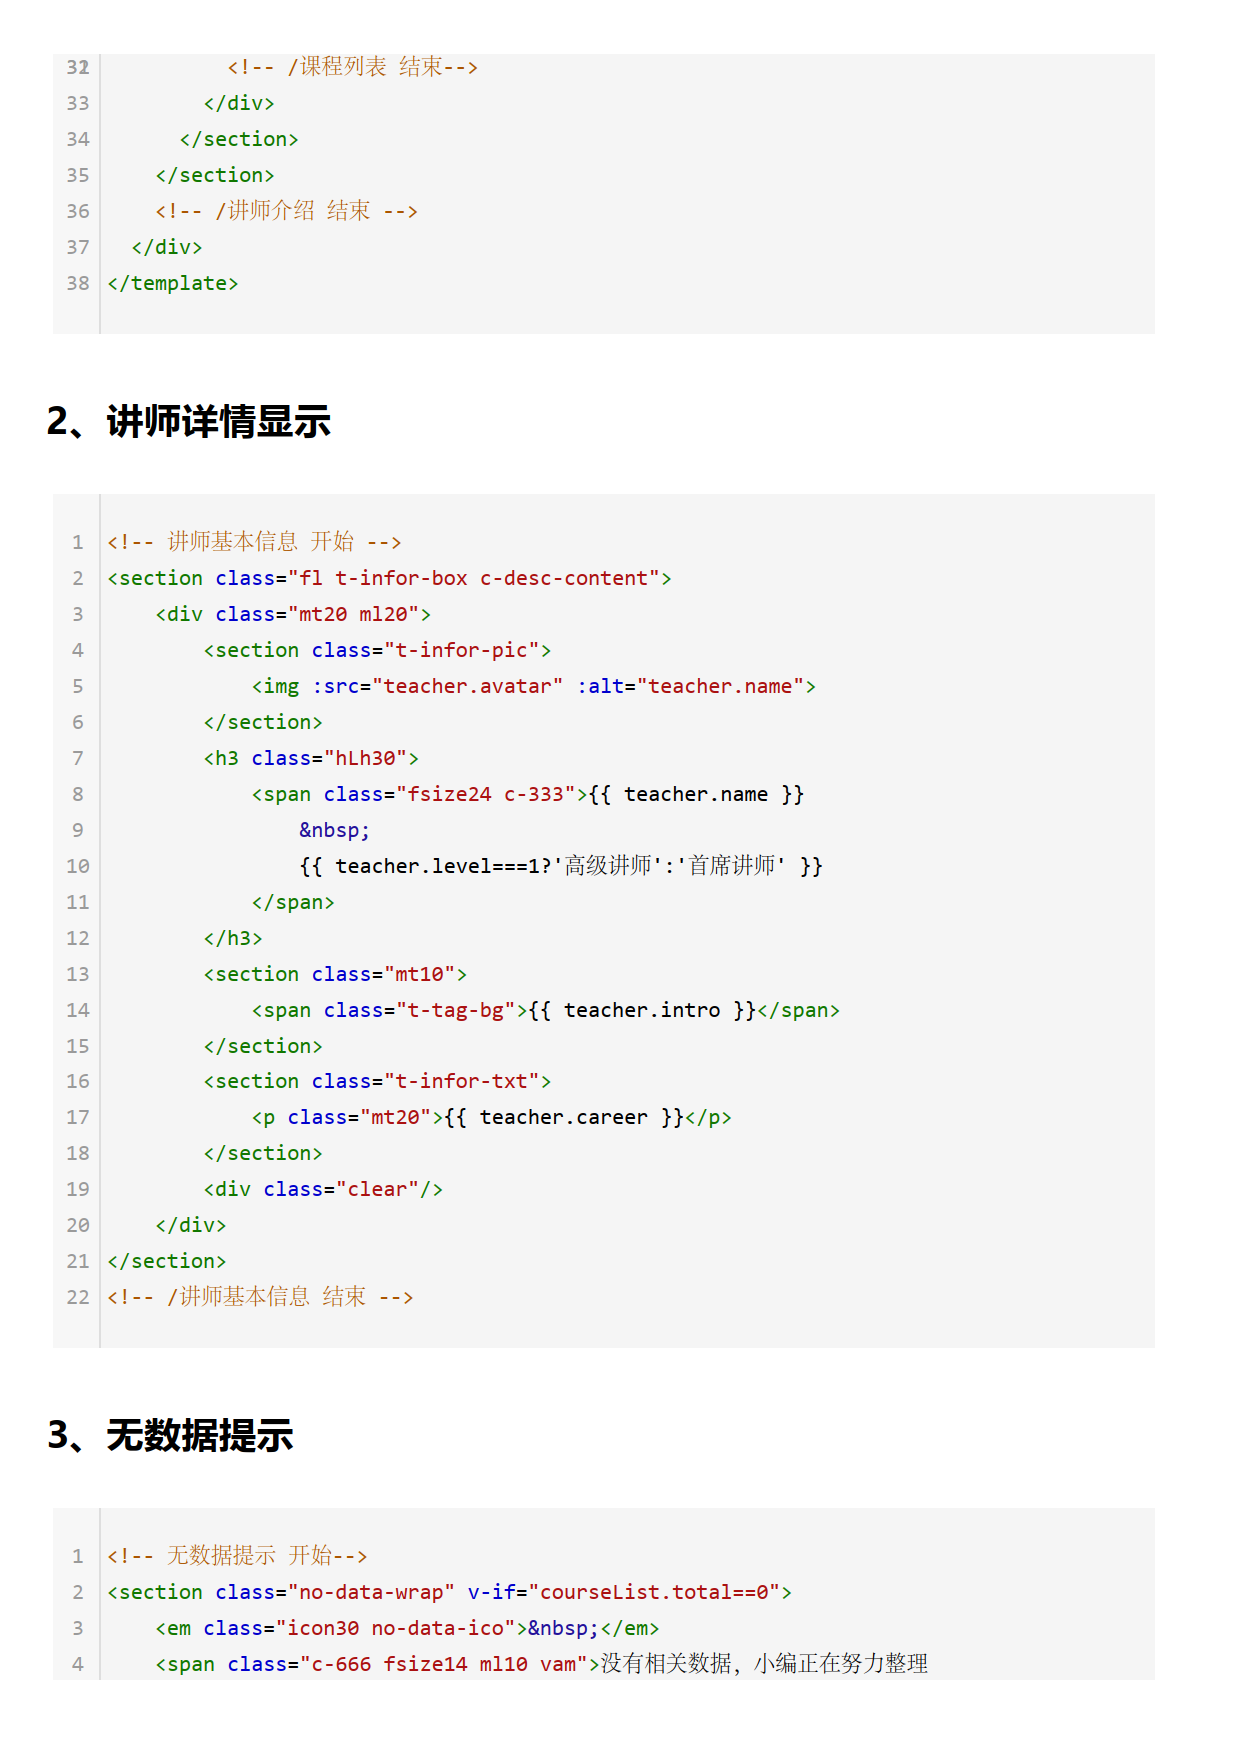 32            <!-- /课程列表 结束-->
33        </div>
34      </section>
35    </section>
36    <!-- /讲师介绍 结束 -->
37  </div>
38 </template>
2、讲师详情显示
1 <!-- 讲师基本信息 开始 -->
2 <section class="fl t-infor-box c-desc-content">
3     <div class="mt20 ml20">
4         <section class="t-infor-pic">
5             <img :src="teacher.avatar" :alt="teacher.name">
6         </section>
7         <h3 class="hLh30">
8             <span class="fsize24 c-333">{{ teacher.name }}
9                 &nbsp;
10                 {{ teacher.level===1?'高级讲师':'首席讲师' }}
11             </span>
12         </h3>
13         <section class="mt10">
14             <span class="t-tag-bg">{{ teacher.intro }}</span>
15         </section>
16         <section class="t-infor-txt">
17             <p class="mt20">{{ teacher.career }}</p>
18         </section>
19         <div class="clear"/>
20     </div>
21 </section>
22 <!-- /讲师基本信息 结束 -->
3、无数据提示
1 <!-- 无数据提示 开始-->
2 <section class="no-data-wrap" v-if="courseList.total==0">
3     <em class="icon30 no-data-ico">&nbsp;</em>
4     <span class="c-666 fsize14 ml10 vam">没有相关数据，小编正在努力整理